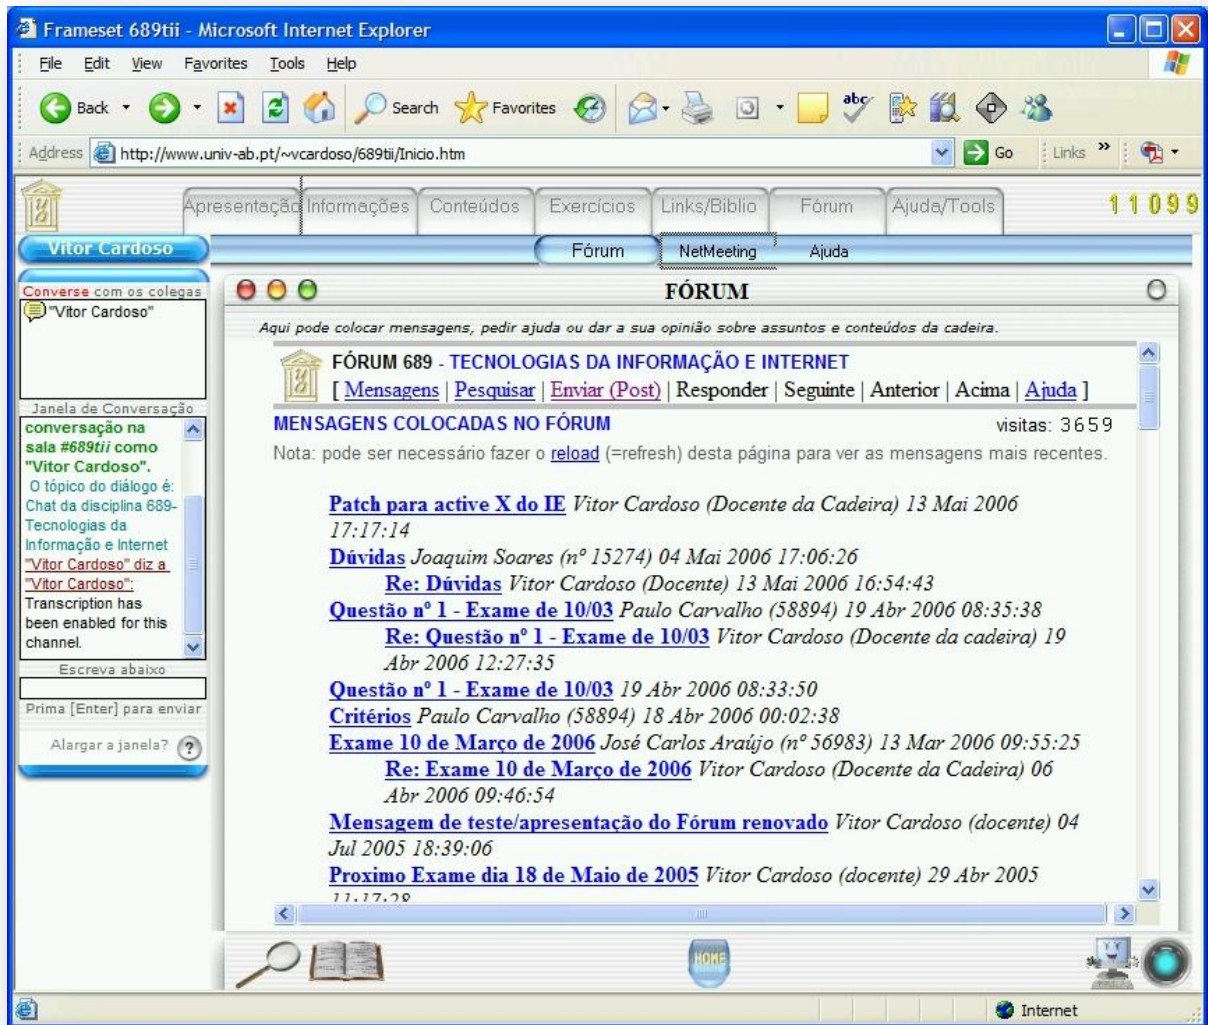 Frameset 689tii - Microsoft Internet Explorer
File Edit View Favorites Tools Help
Back Search Favorites
Address http://www.univ-ab.pt/~vcardoso/689tii/Inicio.htm Go Links »
Apresentação Informações Conteúdos Exercícios Links/Biblio Fórum Ajuda/Tools 11099
Vitor Cardoso
Fórum NetMeeting Ajuda
Converse com os colegas
"Vitor Cardoso"
Janela de Conversação
conversação na
sala #689tii como
"Vitor Cardoso".
O tópico do diálogo é:
Chat da disciplina 689-
Tecnologias da
Informação e Internet
"Vitor Cardoso" diz a
"Vitor Cardoso":
Transcription has
been enabled for this
channel.
Escreva abaixo
Prima [Enter] para enviar
Alargar a janela? ?
FÓRUM
Aqui pode colocar mensagens, pedir ajuda ou dar a sua opinião sobre assuntos e conteúdos da cadeira.
FÓRUM 689 - TECNOLOGIAS DA INFORMAÇÃO E INTERNET
[ Mensagens | Pesquisar | Enviar (Post) | Responder | Seguinte | Anterior | Acima | Ajuda ]
MENSAGENS COLOCADAS NO FÓRUM visitas: 3659
Nota: pode ser necessário fazer o reload (=refresh) desta página para ver as mensagens mais recentes.
Patch para active X do IE Vitor Cardoso (Docente da Cadeira) 13 Mai 2006
17:17:14
Dúvidas Joaquim Soares (nº 15274) 04 Mai 2006 17:06:26
Re: Dúvidas Vitor Cardoso (Docente) 13 Mai 2006 16:54:43
Questão nº 1 - Exame de 10/03 Paulo Carvalho (58894) 19 Abr 2006 08:35:38
Re: Questão nº 1 - Exame de 10/03 Vitor Cardoso (Docente da cadeira) 19
Abr 2006 12:27:35
Questão nº 1 - Exame de 10/03 19 Abr 2006 08:33:50
Critérios Paulo Carvalho (58894) 18 Abr 2006 00:02:38
Exame 10 de Março de 2006 José Carlos Araújo (nº 56983) 13 Mar 2006 09:55:25
Re: Exame 10 de Março de 2006 Vitor Cardoso (Docente da Cadeira) 06
Abr 2006 09:46:54
Mensagem de teste/apresentação do Fórum renovado Vitor Cardoso (docente) 04
Jul 2005 18:39:06
Proximo Exame dia 18 de Maio de 2005 Vitor Cardoso (docente) 29 Abr 2005
11:17:28
HOME
Internet